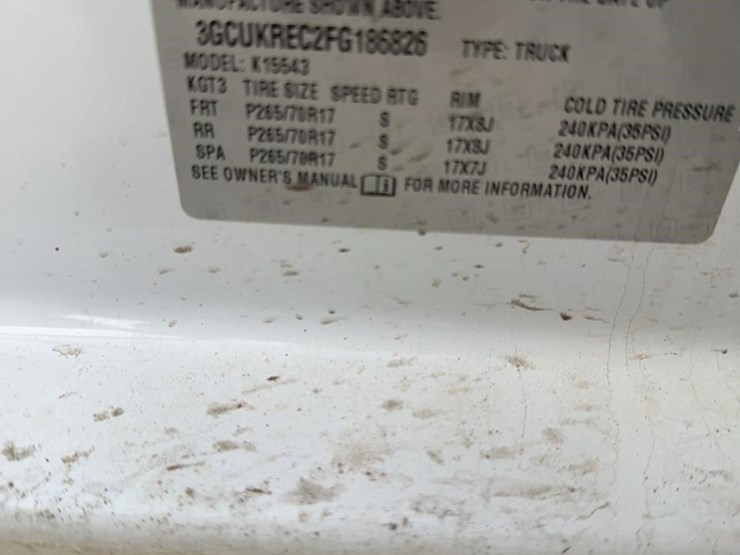 MANUFACTURE SHOWN ABOVE.
3GCUKREC2FG186826 TYPE: TRUCK
MODEL: K15543
KGT3 TIRE SIZE SPEED RTG RIM COLD TIRE PRESSURE
FRT P265/70R17 S 17X8J 240KPA(35PSI)
RR P265/70R17 S 17X8J 240KPA(35PSI)
SPA P265/70R17 S 17X7J 240KPA(35PSI)
SEE OWNER'S MANUAL FOR MORE INFORMATION.